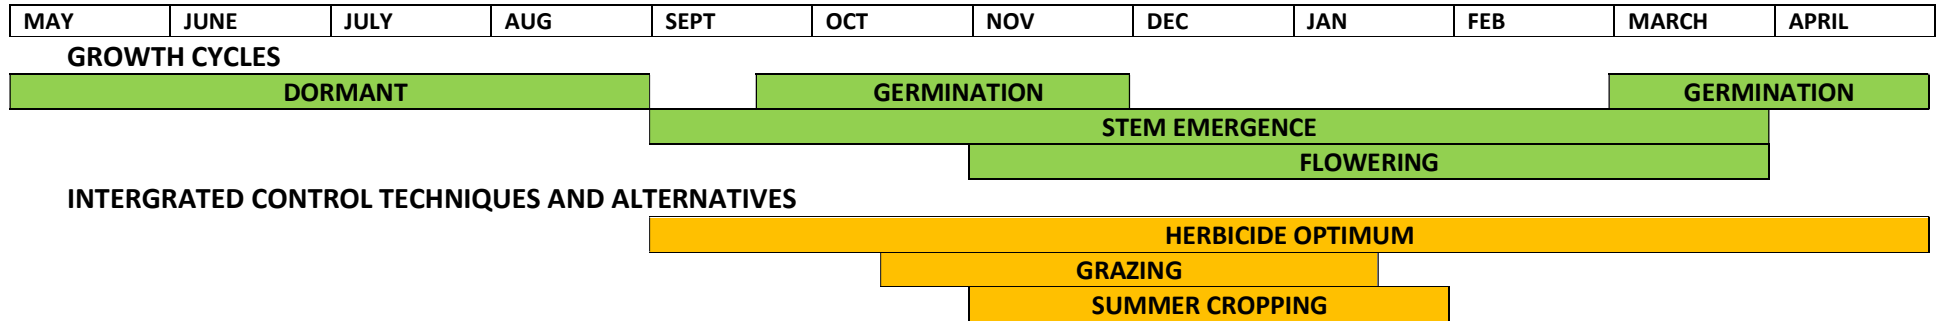 MAY JUNE JULY AUG SEPT OCT NOV DEC JAN FEB MARCH APRIL
GROWTH CYCLES
DORMANT GERMINATION GERMINATION
STEM EMERGENCE
FLOWERING
INTERGRATED CONTROL TECHNIQUES AND ALTERNATIVES
HERBICIDE OPTIMUM
GRAZING
SUMMER CROPPING